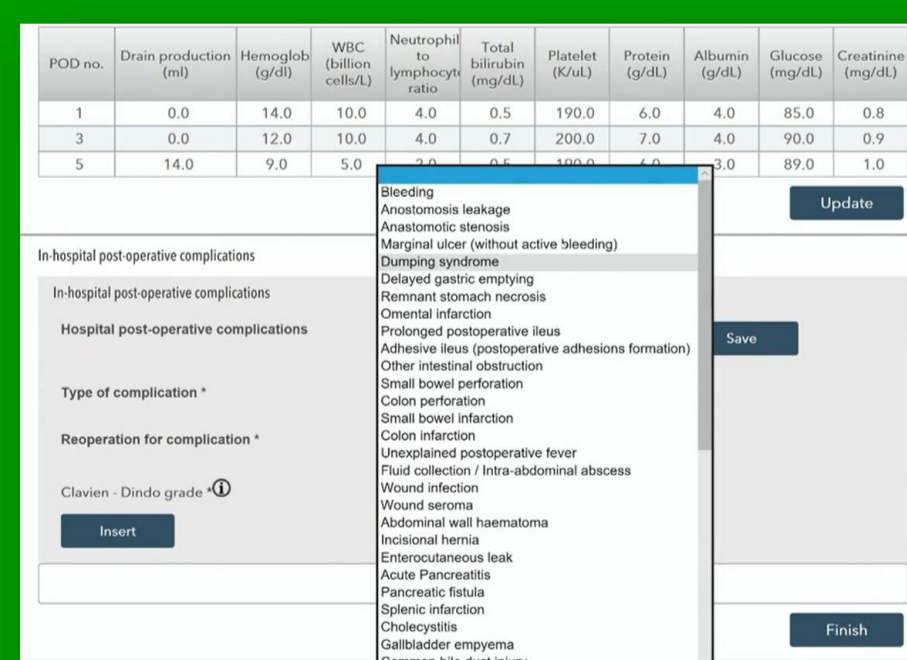 POD no. Drain production (ml) Hemoglob (g/dl) WBC (billion cells/L) Neutrophil to lymphocyte ratio Total bilirubin (mg/dL) Platelet (K/uL) Protein (g/dL) Albumin (g/dL) Glucose (mg/dL) Creatinine (mg/dL)
1 0.0 14.0 10.0 4.0 0.5 190.0 6.0 4.0 85.0 0.8
3 0.0 12.0 10.0 4.0 0.7 200.0 7.0 4.0 90.0 0.9
5 14.0 9.0 5.0 3.0 89.0 1.0
Update
In-hospital post-operative complications
In-hospital post-operative complications
Hospital post-operative complications
Save
Type of complication *
Reoperation for complication *
Clavien - Dindo grade *
Insert
Bleeding
Anostomosis leakage
Anastomotic stenosis
Marginal ulcer (without active bleeding)
Dumping syndrome
Delayed gastric emptying
Remnant stomach necrosis
Omental infarction
Prolonged postoperative ileus
Adhesive ileus (postoperative adhesions formation)
Other intestinal obstruction
Small bowel perforation
Colon perforation
Small bowel infarction
Colon infarction
Unexplained postoperative fever
Fluid collection / Intra-abdominal abscess
Wound infection
Wound seroma
Abdominal wall haematoma
Incisional hernia
Enterocutaneous leak
Acute Pancreatitis
Pancreatic fistula
Splenic infarction
Cholecystitis
Gallbladder empyema
Finish